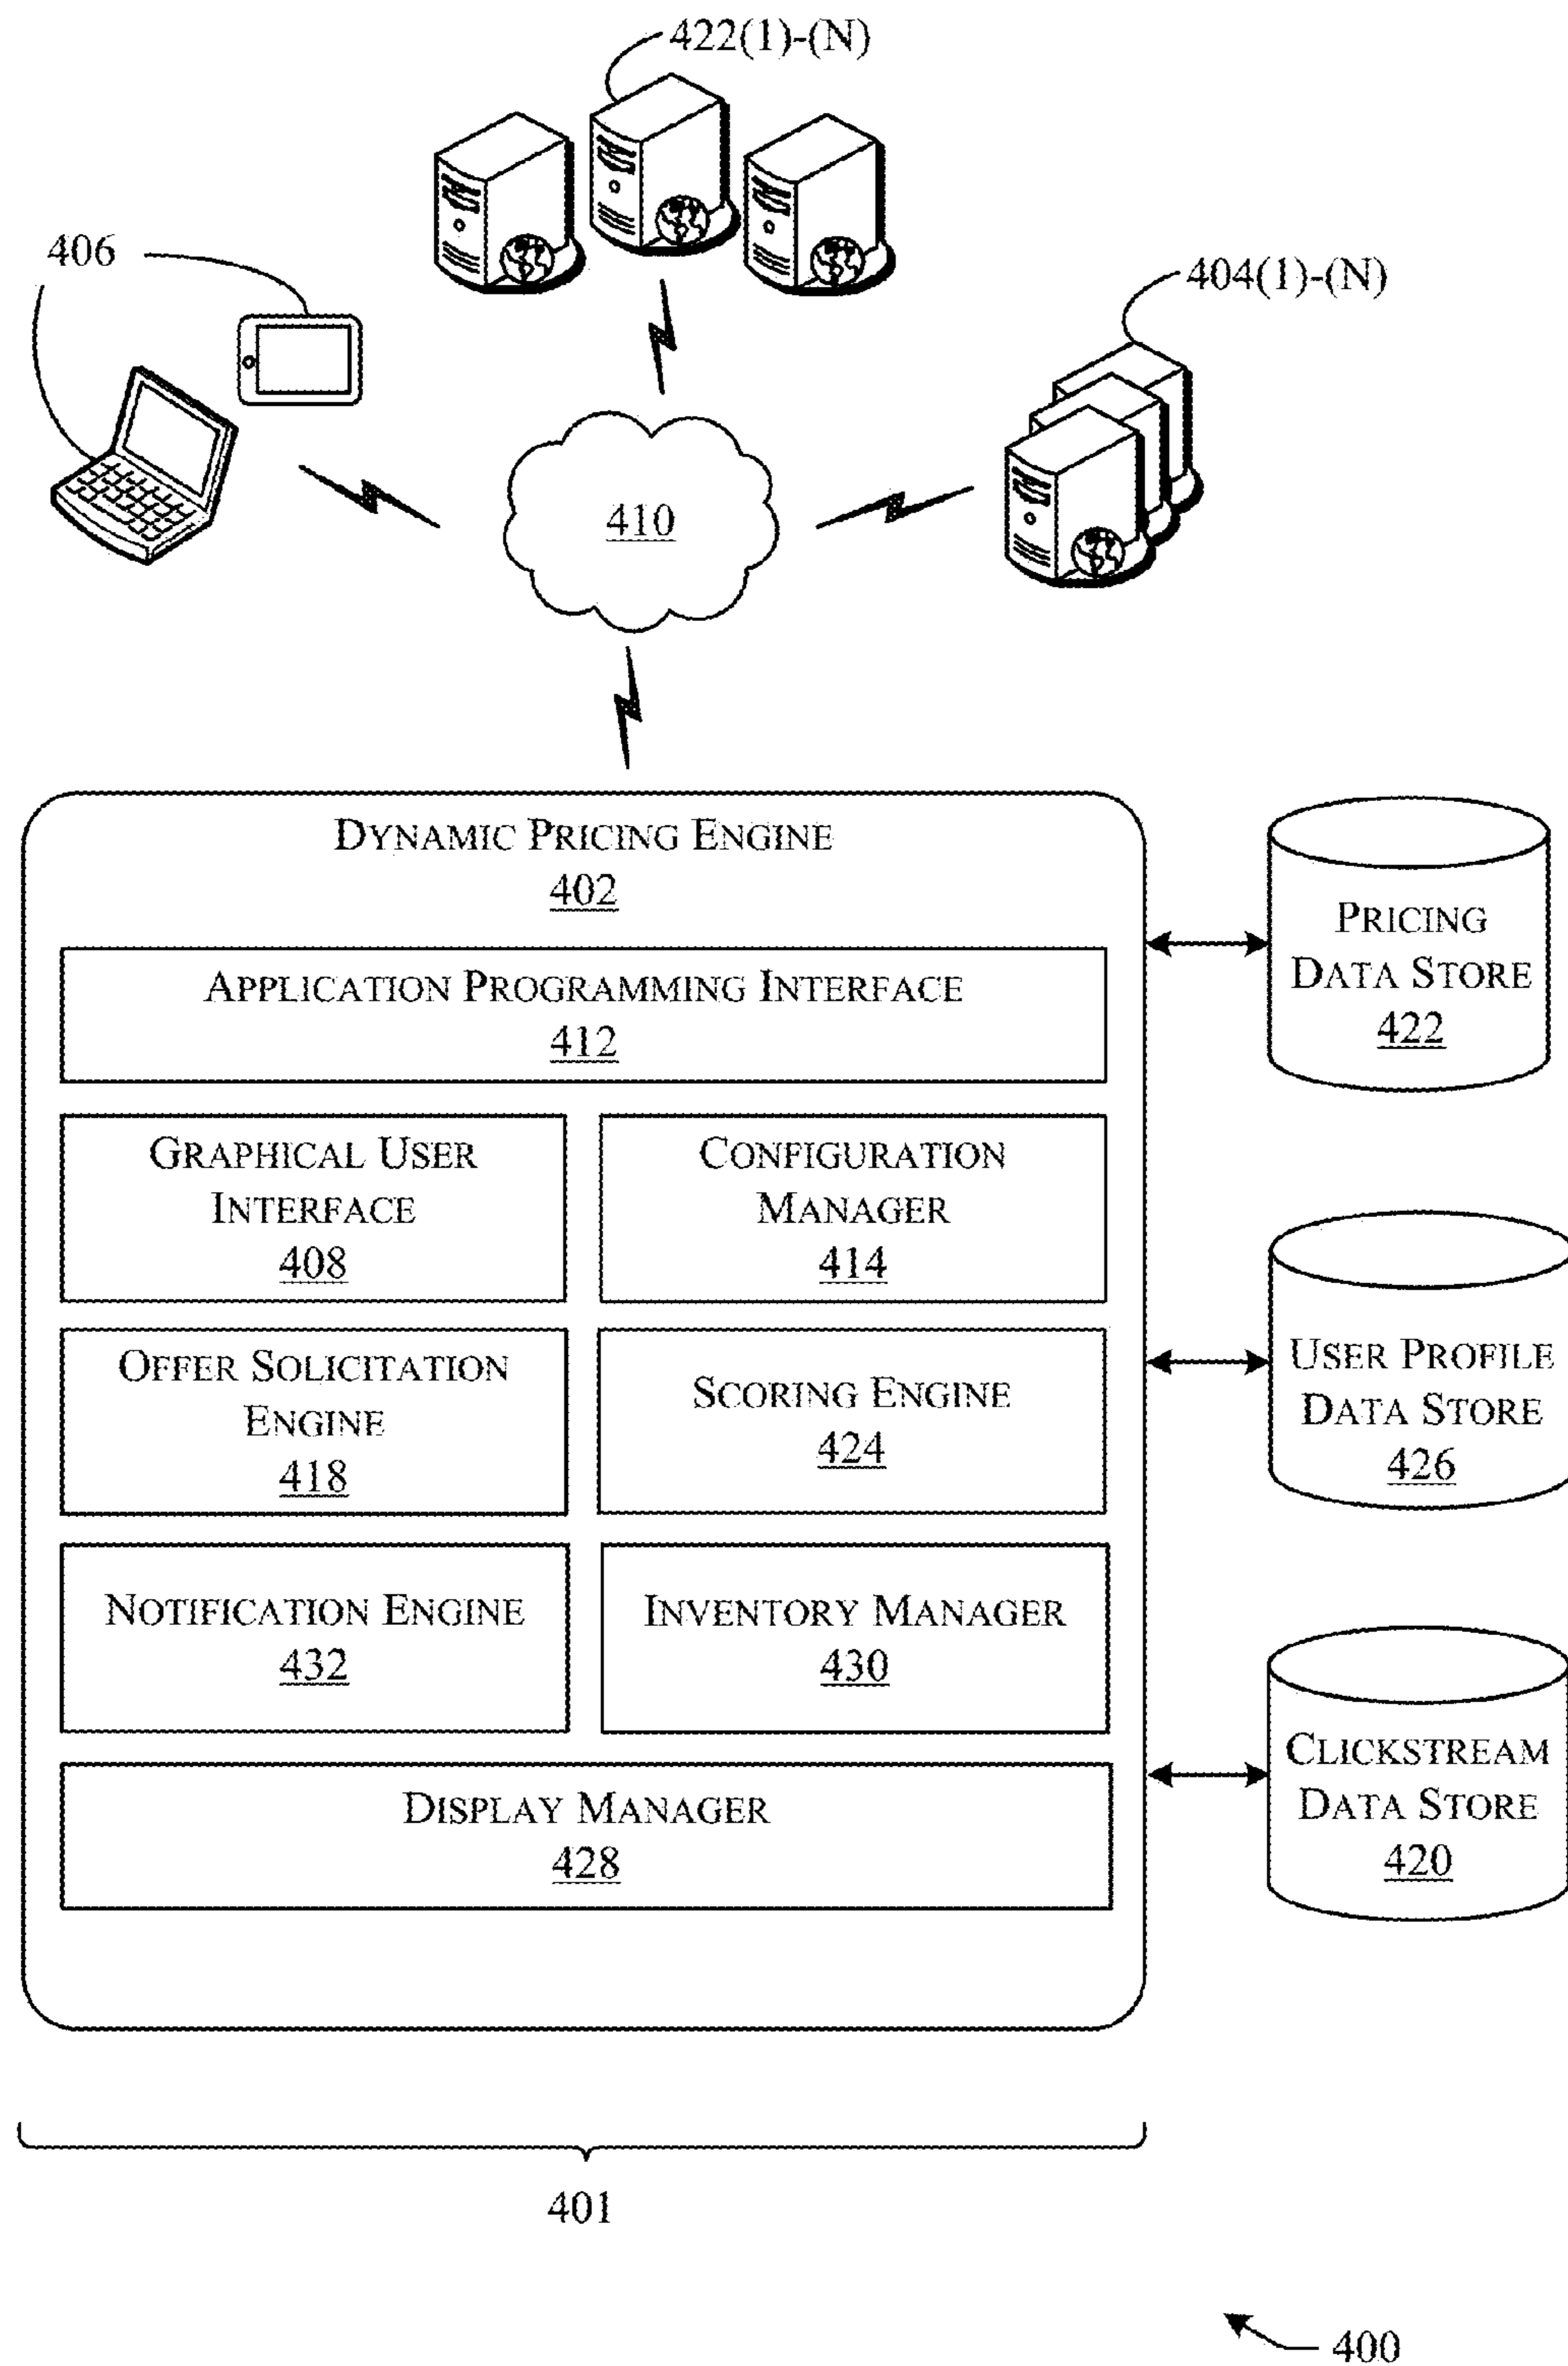 422(1)-(N)
406
404(1)-(N)
410
DYNAMIC PRICING ENGINE
402
APPLICATION PROGRAMMING INTERFACE
412
GRAPHICAL USER
INTERFACE
408
CONFIGURATION
MANAGER
414
OFFER SOLICITATION
ENGINE
418
SCORING ENGINE
424
NOTIFICATION ENGINE
432
INVENTORY MANAGER
430
DISPLAY MANAGER
428
PRICING
DATA STORE
422
USER PROFILE
DATA STORE
426
CLICKSTREAM
DATA STORE
420
401
400